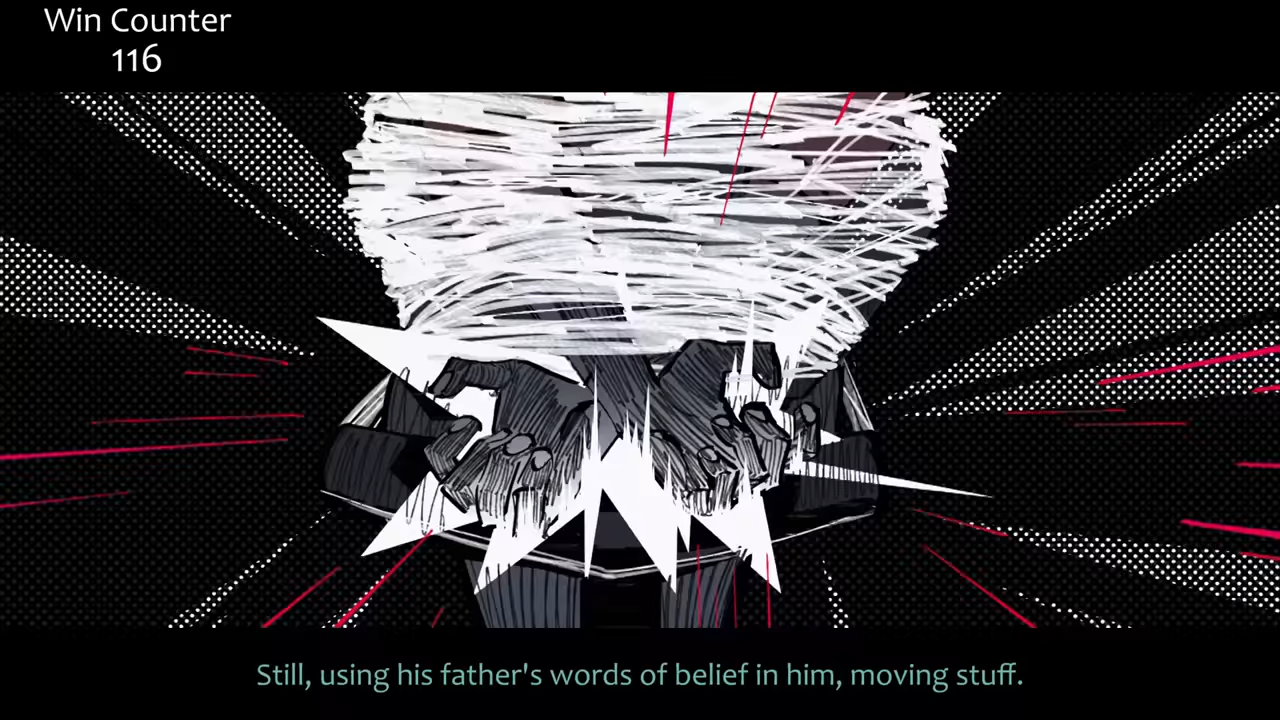 Win Counter
116
Still, using his father's words of belief in him, moving stuff.